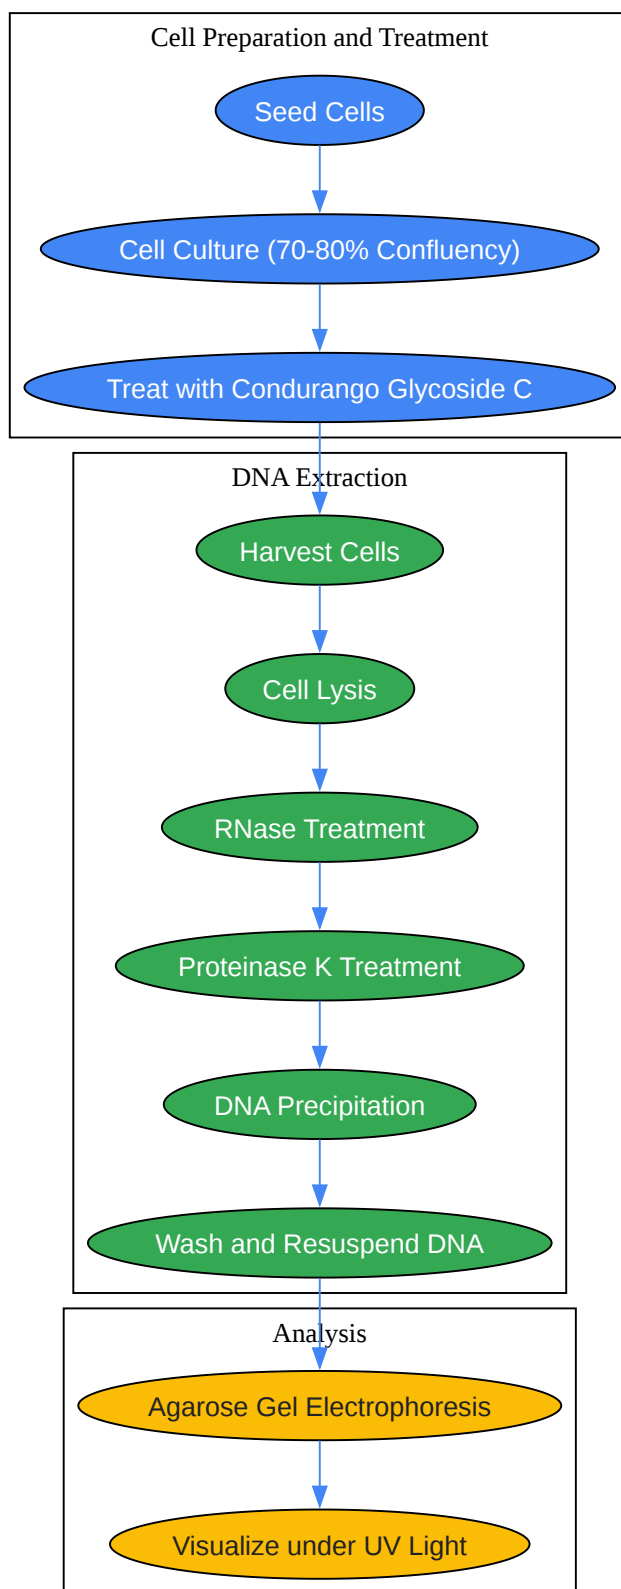 Cell Preparation and Treatment
Seed Cells
Cell Culture (70-80% Confluency)
Treat with Condurango Glycoside C
DNA Extraction
Harvest Cells
Cell Lysis
RNase Treatment
Proteinase K Treatment
DNA Precipitation
Wash and Resuspend DNA
Analysis
Agarose Gel Electrophoresis
Visualize under UV Light